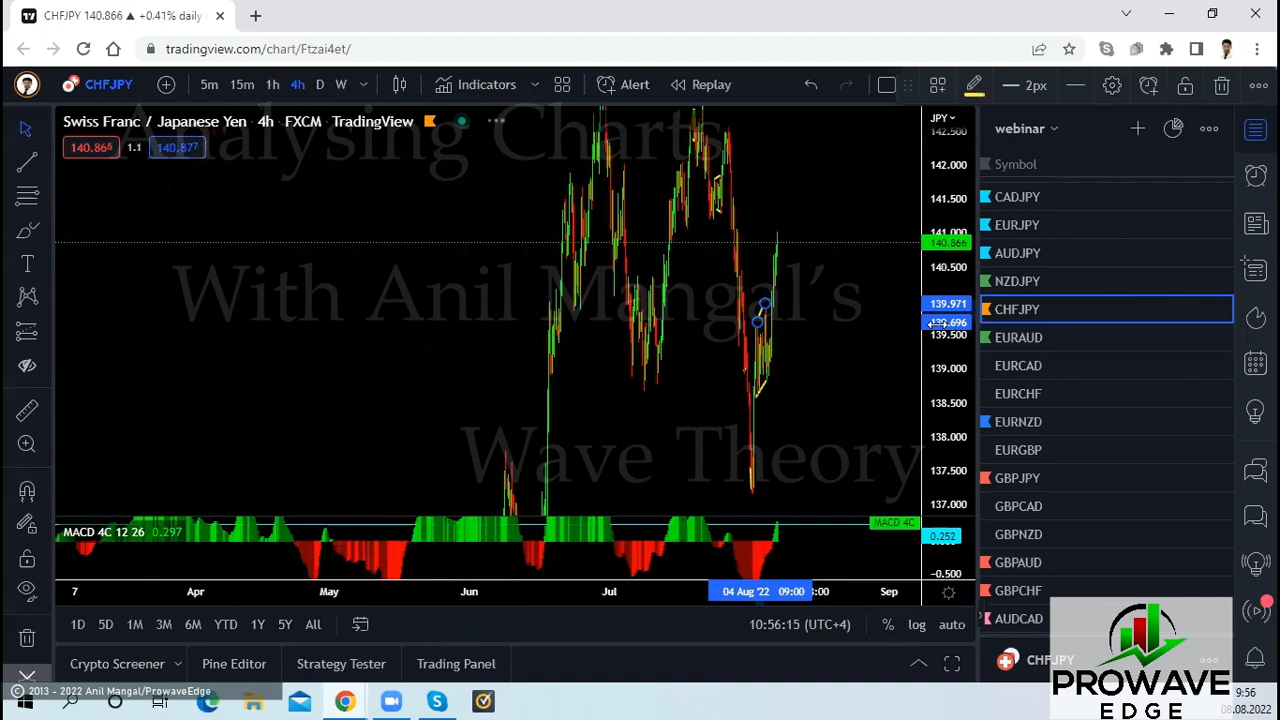 CHFJPY 140.866 ▲ +0.41% daily
tradingview.com/chart/Ftzai4et/
CHFJPY
5m 15m 1h 4h D W
Indicators
Alert
Replay
2px
Swiss Franc / Japanese Yen 4h FXCM TradingView
140.866 1.1 140.877
Analysing Charts
With Anil Mangal's
Wave Theory
JPY
142.500
142.000
141.500
141.000
140.866
140.500
139.971
139.696
139.500
139.000
138.500
138.000
137.500
137.000
MACD 4C 12 26 0.297
MACD 4C
0.252
−0.500
7 Apr May Jun Jul 04 Aug '22 09:00 Sep
1D 5D 1M 3M 6M YTD 1Y 5Y All
10:56:15 (UTC+4)
% log auto
Crypto Screener
Pine Editor
Strategy Tester
Trading Panel
webinar
Symbol
CADJPY
EURJPY
AUDJPY
NZDJPY
CHFJPY
EURAUD
EURCAD
EURCHF
EURNZD
EURGBP
GBPJPY
GBPCAD
GBPNZD
GBPAUD
GBPCHF
AUDCAD
CHFJPY
PROWAVE
EDGE
© 2013 - 2022 Anil Mangal/ProwaveEdge
9:56
08.08.2022